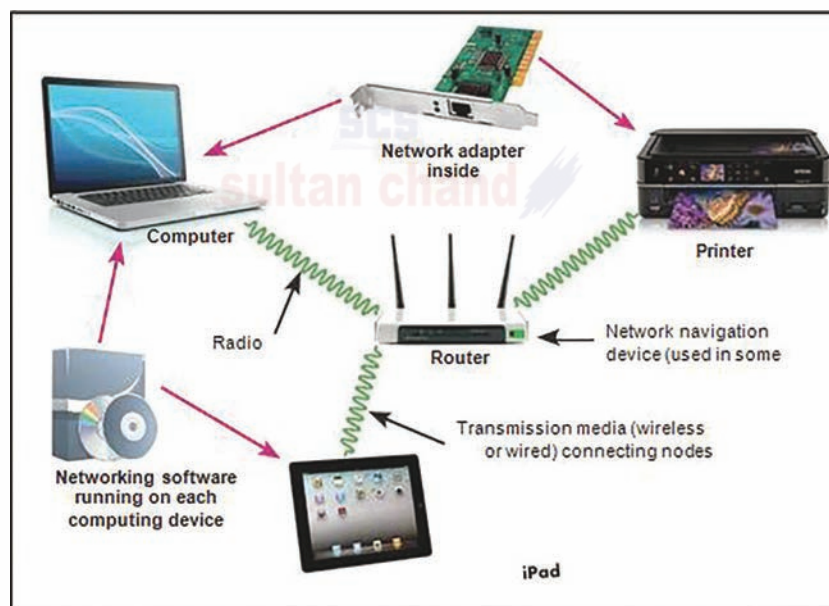 Network adapter
inside
scs
sultan chand
Computer
Printer
Radio
Router
Network navigation
device (used in some
Transmission media (wireless
or wired) connecting nodes
Networking software
running on each
computing device
iPad